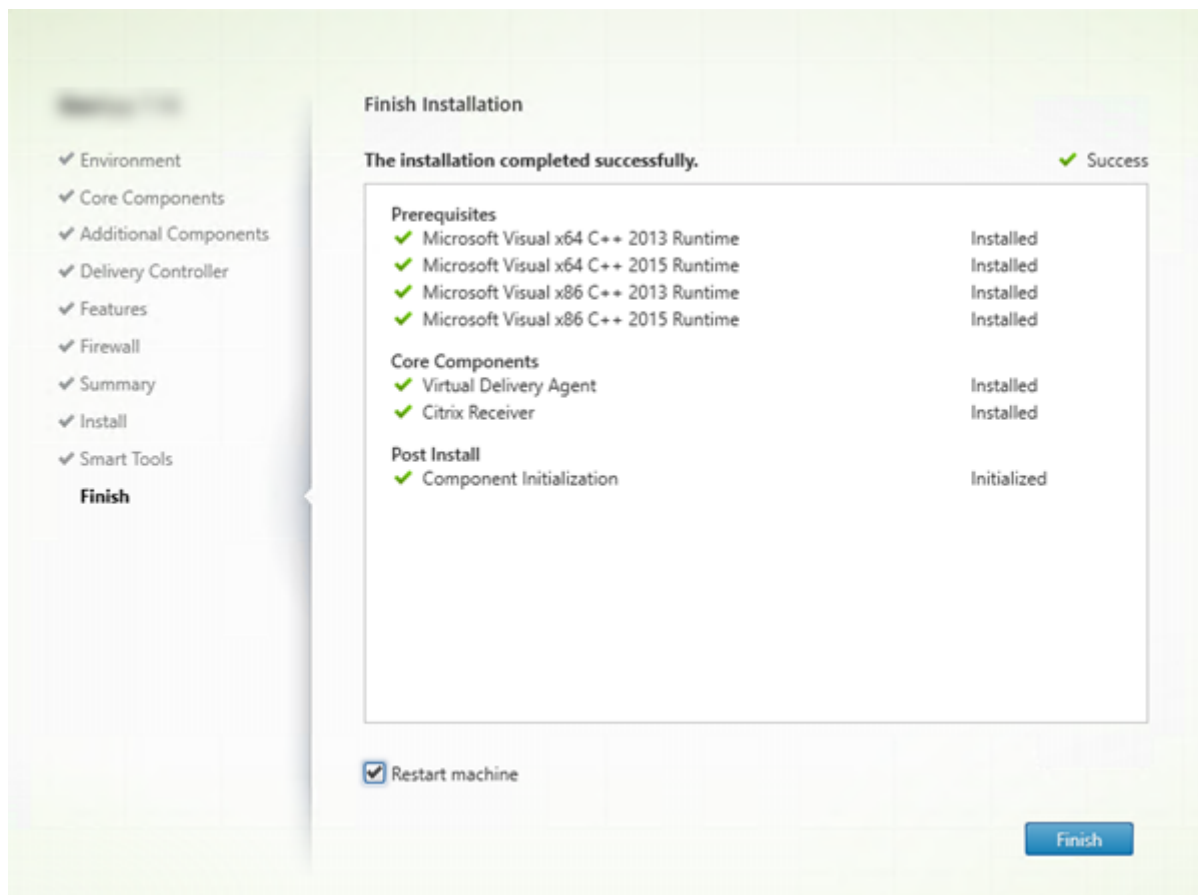 Environment
Core Components
Additional Components
Delivery Controller
Features
Firewall
Summary
Install
Smart Tools
Finish
Finish Installation
The installation completed successfully. Success
Prerequisites
Microsoft Visual x64 C++ 2013 Runtime Installed
Microsoft Visual x64 C++ 2015 Runtime Installed
Microsoft Visual x86 C++ 2013 Runtime Installed
Microsoft Visual x86 C++ 2015 Runtime Installed
Core Components
Virtual Delivery Agent Installed
Citrix Receiver Installed
Post Install
Component Initialization Initialized
Restart machine
Finish